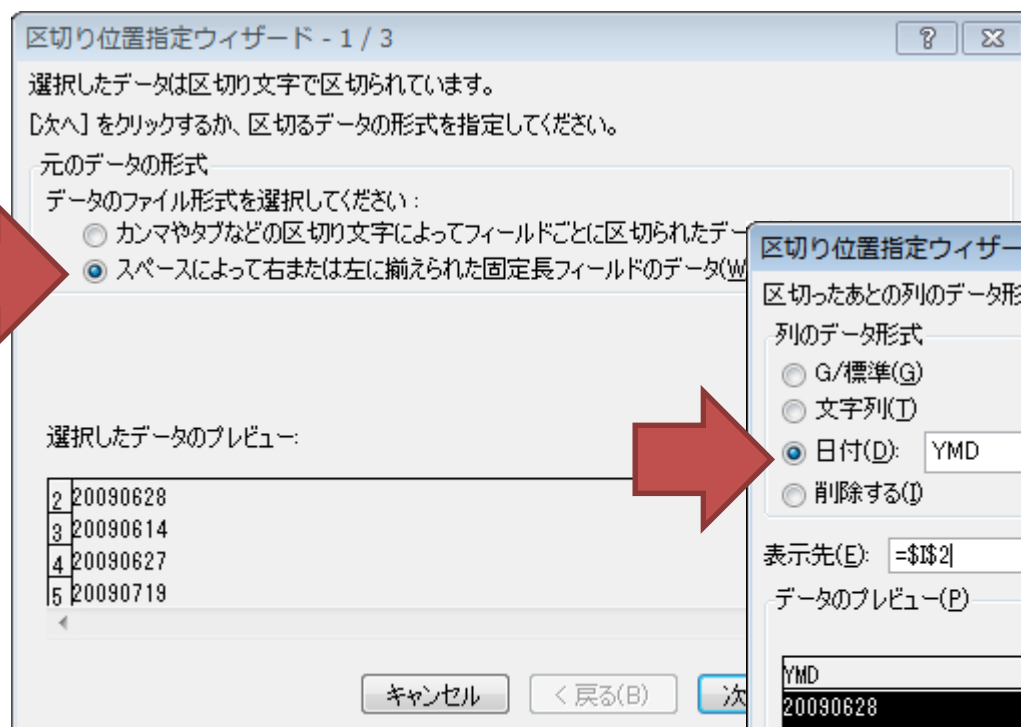 区切り位置指定ウィザード - 1 / 3
選択したデータは区切り文字で区切られています。
[次へ] をクリックするか、区切るデータの形式を指定してください。
元のデータの形式
データのファイル形式を選択してください：
カンマやタブなどの区切り文字によってフィールドごとに区切られたデー
スペースによって右または左に揃えられた固定長フィールドのデータ(W
選択したデータのプレビュー：
2 20090628
3 20090614
4 20090627
5 20090719
キャンセル
< 戻る(B)
次
区切り位置指定ウィザー
区切ったあとの列のデータ形
列のデータ形式
G/標準(G)
文字列(T)
日付(D): YMD
削除する(I)
表示先(E): =$I$2
データのプレビュー(P)
YMD
20090628